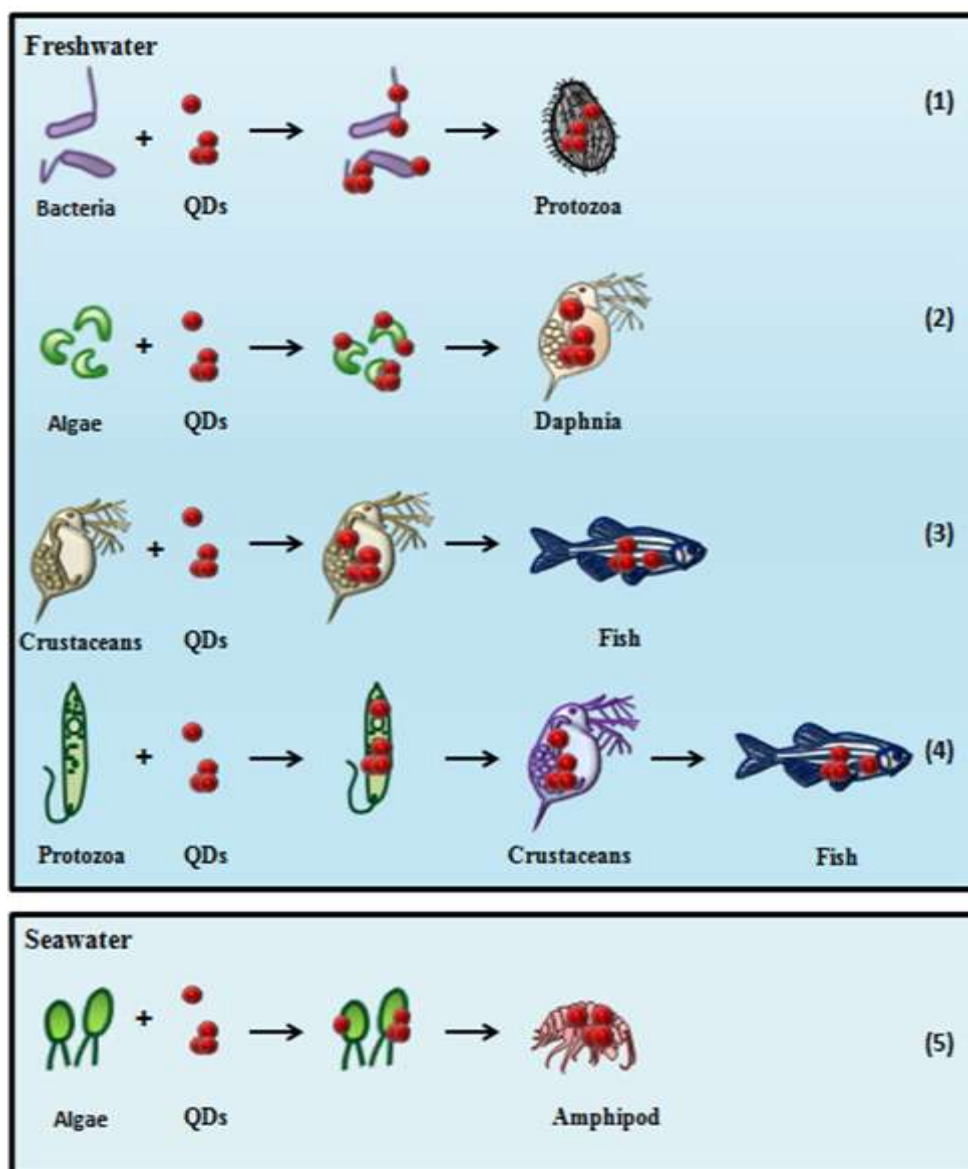 Freshwater
(1)
+
Bacteria QDs Protozoa
(2)
+
Algae QDs Daphnia
(3)
+
Crustaceans QDs Fish
(4)
+
Protozoa QDs Crustaceans Fish
Seawater
+
(5)
Algae QDs Amphipod